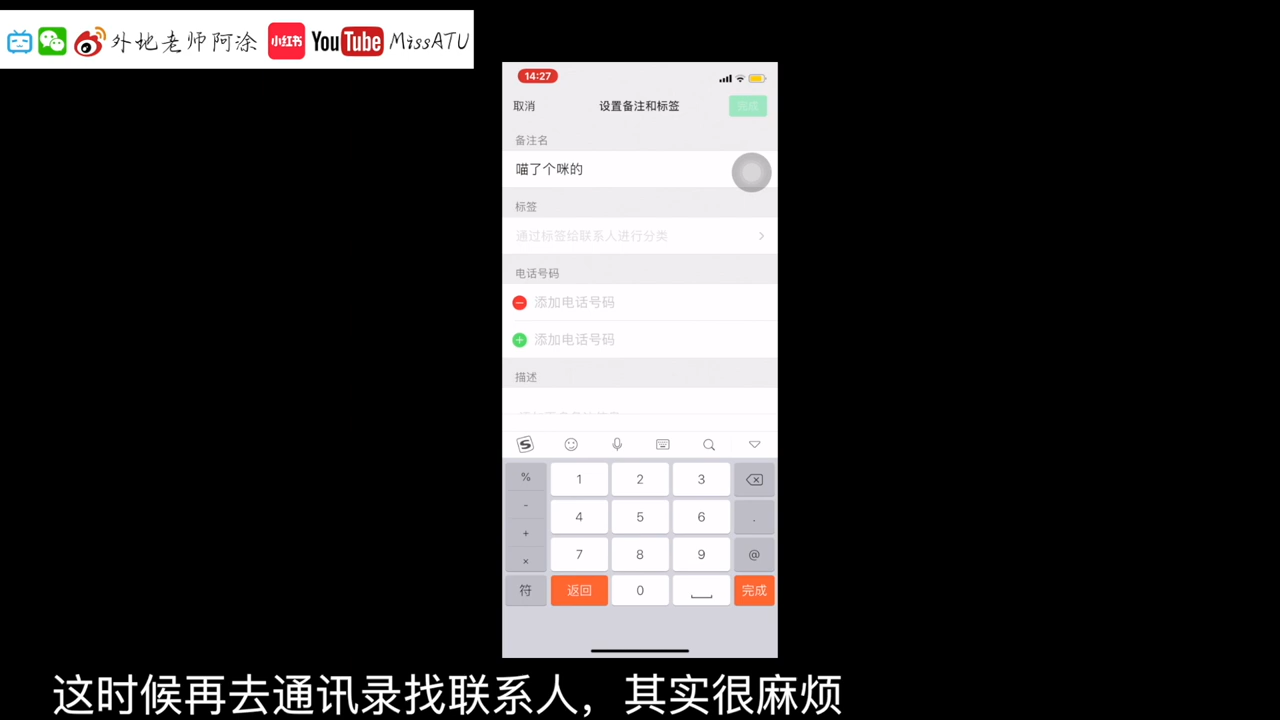 外地老师阿涂 小红书 YouTube MissATU
14:27
取消 设置备注和标签 完成
备注名
喵了个咪的
标签
通过标签给联系人进行分类
电话号码
添加电话号码
添加电话号码
描述
% 1 2 3
- 4 5 6 .
+
× 7 8 9 @
符 返回 0 完成
这时候再去通讯录找联系人，其实很麻烦